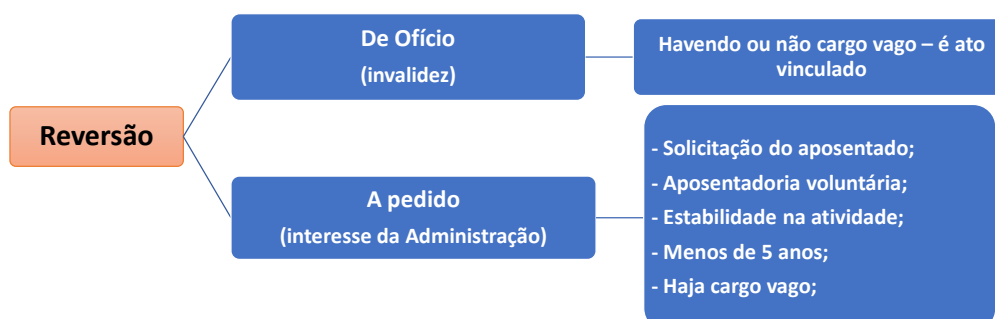 Reversão
De Ofício
(invalidez)
Havendo ou não cargo vago – é ato
vinculado
A pedido
(interesse da Administração)
- Solicitação do aposentado;
- Aposentadoria voluntária;
- Estabilidade na atividade;
- Menos de 5 anos;
- Haja cargo vago;